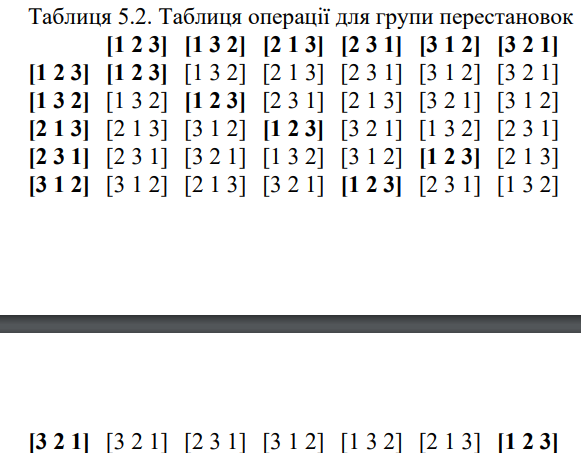 Таблиця 5.2. Таблиця операції для групи перестановок
[1 2 3] [1 3 2] [2 1 3] [2 3 1] [3 1 2] [3 2 1]
[1 2 3] [1 2 3] [1 3 2] [2 1 3] [2 3 1] [3 1 2] [3 2 1]
[1 3 2] [1 3 2] [1 2 3] [2 3 1] [2 1 3] [3 2 1] [3 1 2]
[2 1 3] [2 1 3] [3 1 2] [1 2 3] [3 2 1] [1 3 2] [2 3 1]
[2 3 1] [2 3 1] [3 2 1] [1 3 2] [3 1 2] [1 2 3] [2 1 3]
[3 1 2] [3 1 2] [2 1 3] [3 2 1] [1 2 3] [2 3 1] [1 3 2]
[3 2 1] [3 2 1] [2 3 1] [3 1 2] [1 3 2] [2 1 3] [1 2 3]